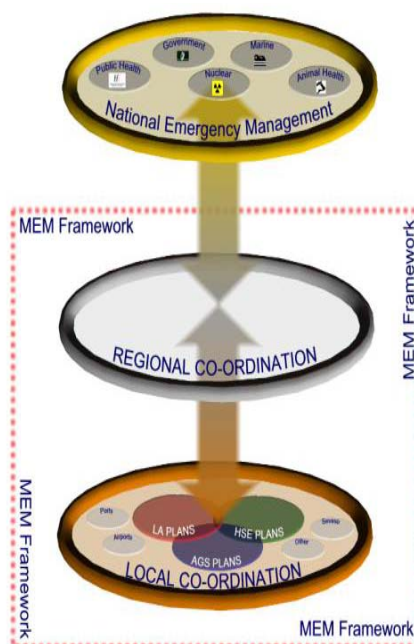 Government
Marine
Public Health
Nuclear
Animal Health
National Emergency Management
MEM Framework
MEM Framework
REGIONAL CO-ORDINATION
MEM Framework
Ports
LA PLANS
HSE PLANS
Seveso
Airports
AGS PLANS
Other
LOCAL CO-ORDINATION
MEM Framework